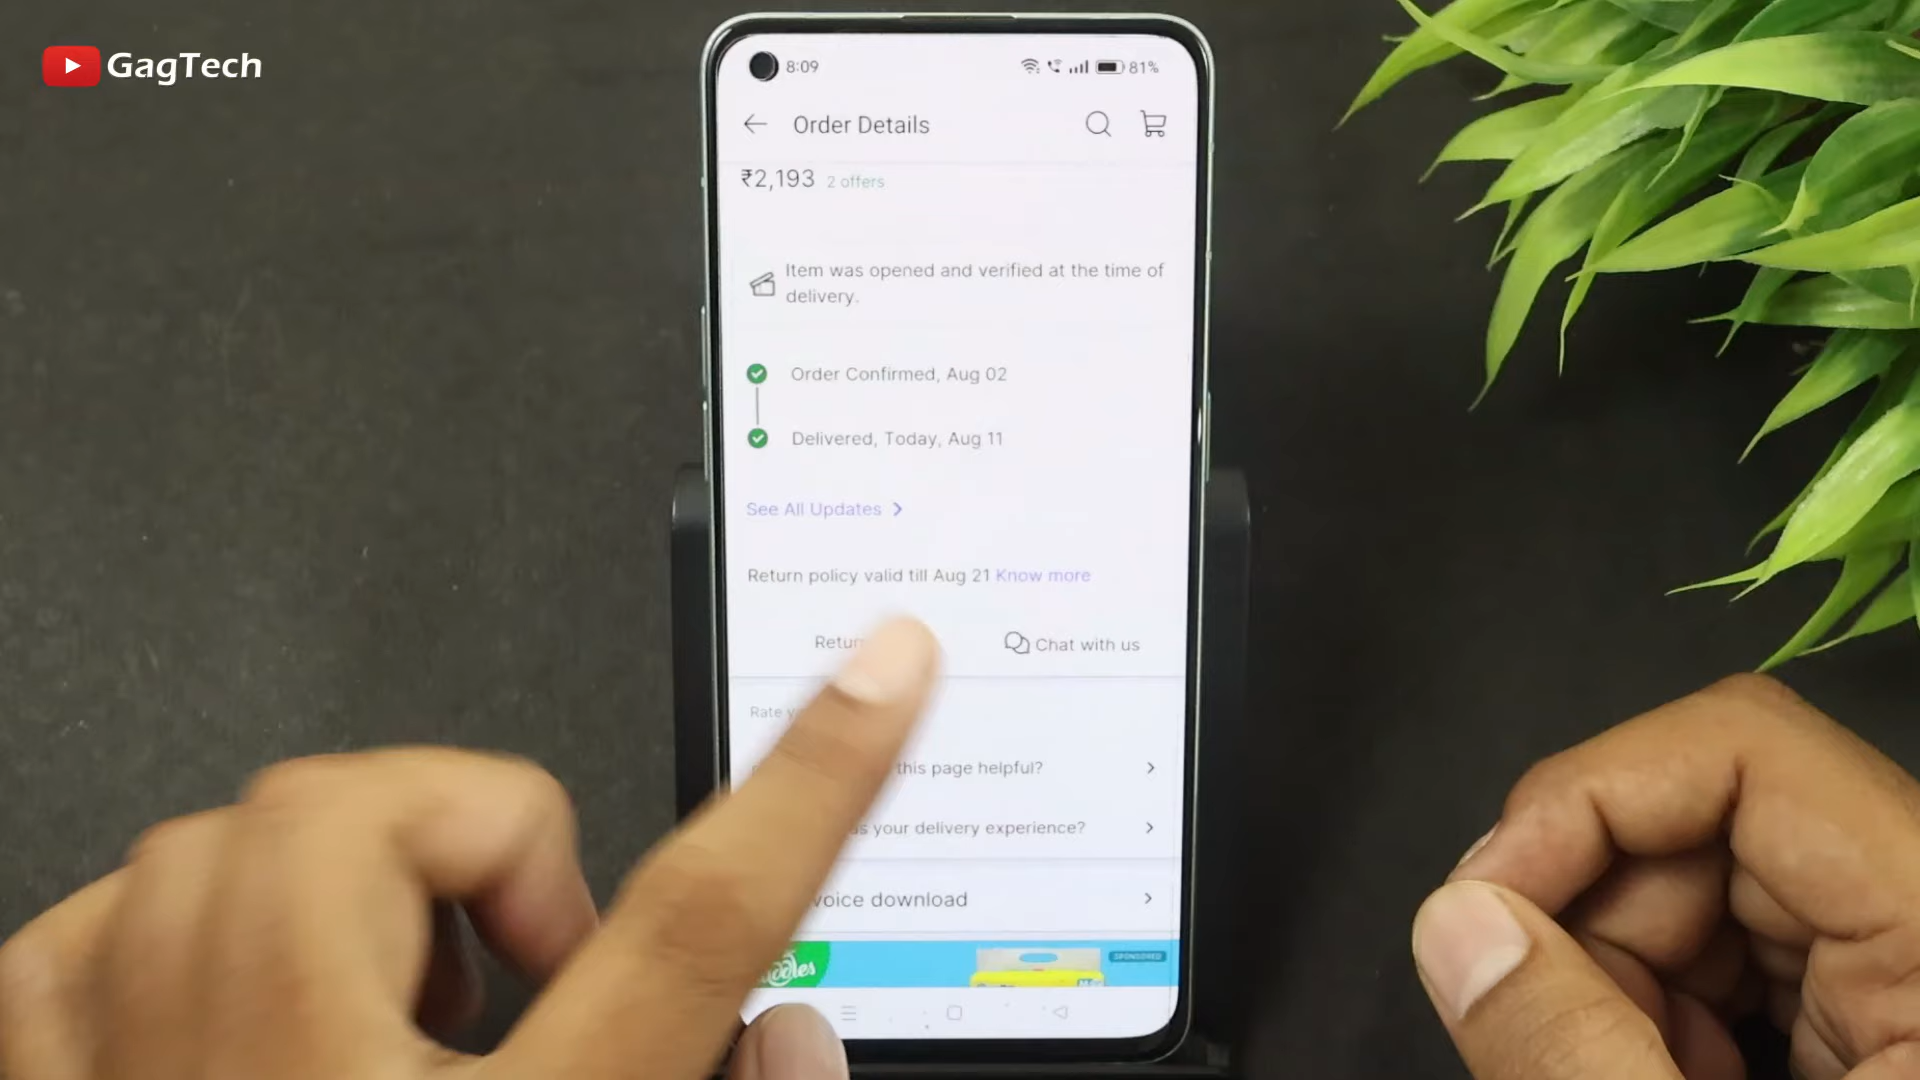 GagTech
8:09
81%
Order Details
₹2,193 2 offers
Item was opened and verified at the time of
delivery.
Order Confirmed, Aug 02
Delivered, Today, Aug 11
See All Updates
Return policy valid till Aug 21 Know more
Chat with us
Rate
this page helpful?
your delivery experience?
download
SPONSORED